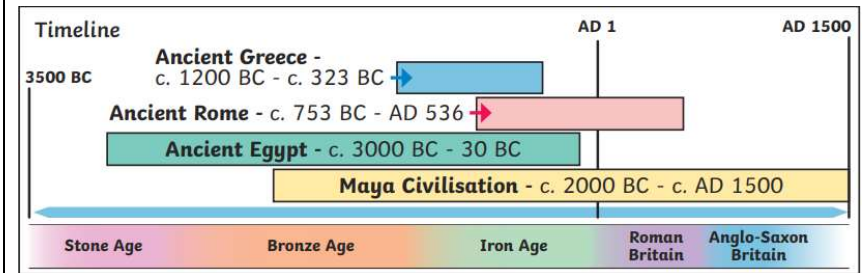 Timeline
AD 1
AD 1500
3500 BC
Ancient Greece -
c. 1200 BC - c. 323 BC
Ancient Rome - c. 753 BC - AD 536
Ancient Egypt - c. 3000 BC - 30 BC
Maya Civilisation - c. 2000 BC - c. AD 1500
Stone Age
Bronze Age
Iron Age
Roman
Britain
Anglo-Saxon
Britain